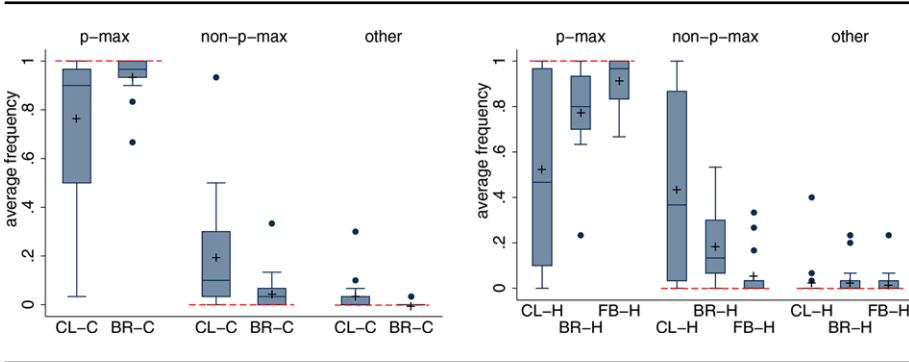 p-max non-p-max other
average frequency
1
.8
.6
.4
.2
0
CL-C BR-C CL-C BR-C CL-C BR-C
p-max non-p-max other
average frequency
1
.8
.6
.4
.2
0
CL-H FB-H BR-H CL-H FB-H
BR-H CL-H FB-H BR-H